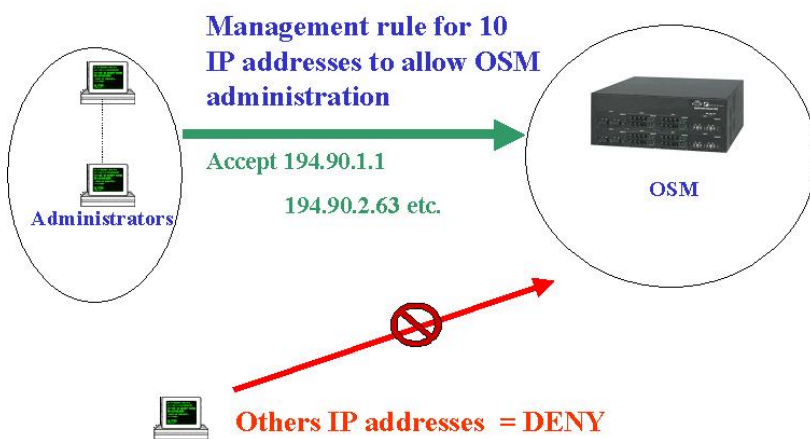 Management rule for 10
IP addresses to allow OSM
administration
Accept 194.90.1.1
194.90.2.63 etc.
Administrators
OSM
Others IP addresses = DENY